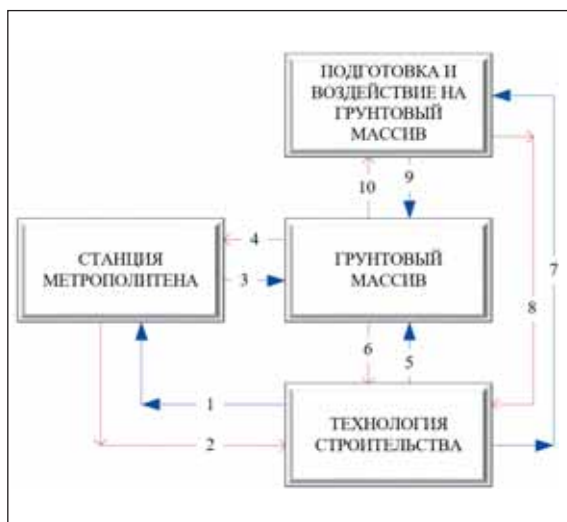 ПОДГОТОВКА И
ВОЗДЕЙСТВИЕ НА
ГРУНТОВЫЙ
МАССИВ
10
9
7
8
СТАНЦИЯ
МЕТРОПОЛИТЕНА
4
3
ГРУНТОВЫЙ
МАССИВ
6
5
1
2
ТЕХНОЛОГИЯ
СТРОИТЕЛЬСТВА